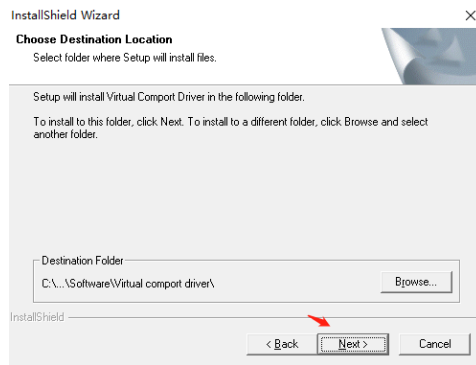 InstallShield Wizard
Choose Destination Location
Select folder where Setup will install files.
Setup will install Virtual Comport Driver in the following folder.
To install to this folder, click Next. To install to a different folder, click Browse and select
another folder.
Destination Folder
C:\...\Software\Virtual comport driver\
Browse...
InstallShield
< Back
Next >
Cancel